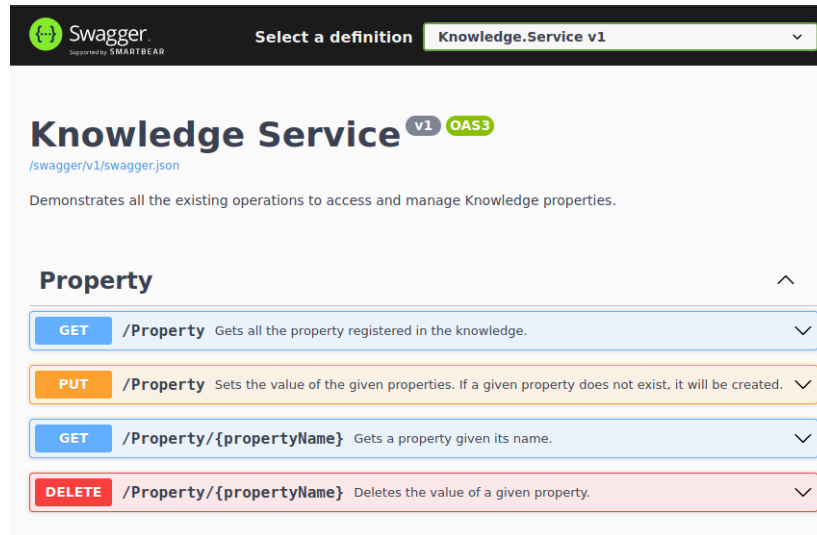 {··} Swagger
Supported by SMARTBEAR
Select a definition
Knowledge.Service v1
Knowledge Service v1 OAS3
/swagger/v1/swagger.json
Demonstrates all the existing operations to access and manage Knowledge properties.
Property
GET /Property Gets all the property registered in the knowledge.
PUT /Property Sets the value of the given properties. If a given property does not exist, it will be created.
GET /Property/{propertyName} Gets a property given its name.
DELETE /Property/{propertyName} Deletes the value of a given property.